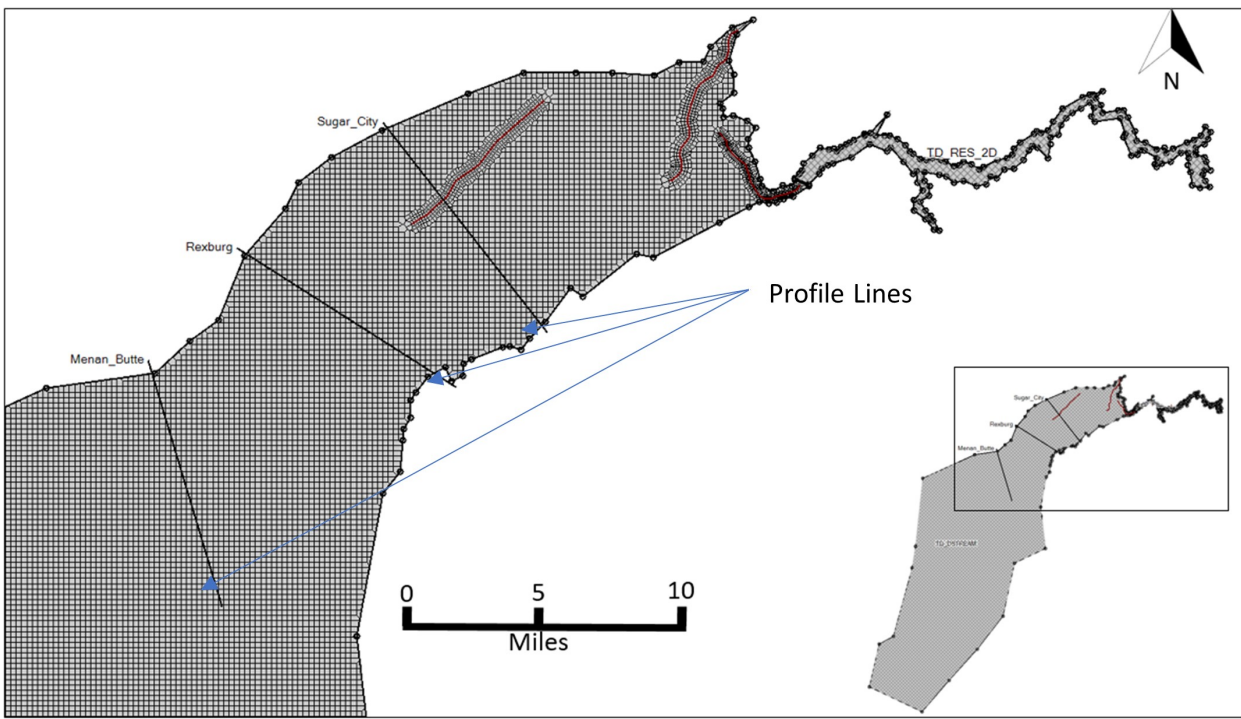 N
Sugar_City
TD_RES_2D
Rexburg
Profile Lines
Menan_Butte
0 5 10
Miles
Sugar_City
Rexburg
Menan_Butte